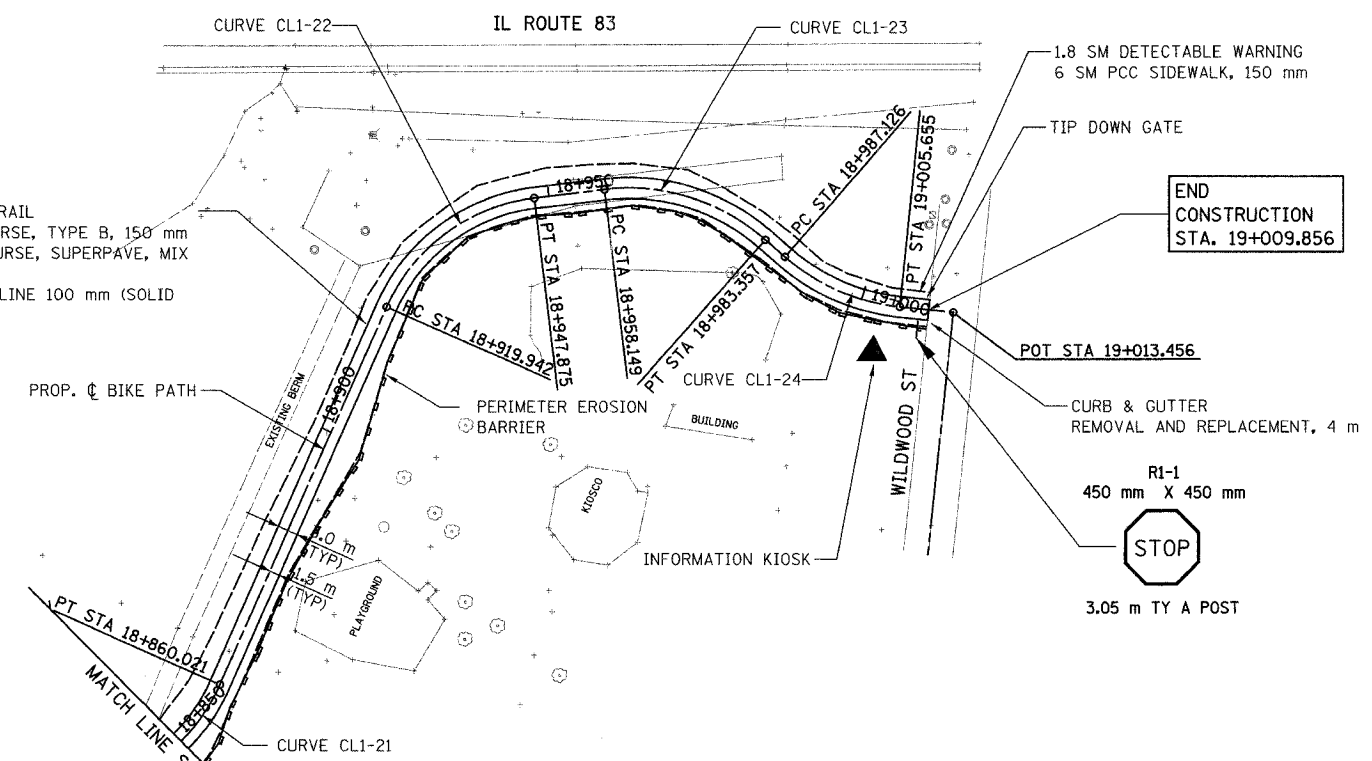 CURVE CL1-22
IL ROUTE 83
CURVE CL1-23
1.8 SM DETECTABLE WARNING
6 SM PCC SIDEWALK, 150 mm
TIP DOWN GATE
END
CONSTRUCTION
STA. 19+009.856
RAIL
RSE, TYPE B, 150 mm
URSE, SUPERPAVE, MIX
LINE 100 mm (SOLID
18+950
PT STA 18+947.875
PC STA 18+958.149
PT STA 18+983.357
PC STA 18+987.126
PT STA 19+005.655
19+000
PC STA 18+919.942
POT STA 19+013.456
CURVE CL1-24
PROP. ℄ BIKE PATH
18+900
EXISTING BERM
PERIMETER EROSION
BARRIER
BUILDING
CURB & GUTTER
REMOVAL AND REPLACEMENT, 4 m
WILDWOOD ST
KIOSCO
INFORMATION KIOSK
R1-1
450 mm X 450 mm
STOP
3.05 m TY A POST
.0 m
(TYP)
1.5 m
(TYP)
PLAYGROUND
PT STA 18+860.021
18+850
MATCH LINE
CURVE CL1-21